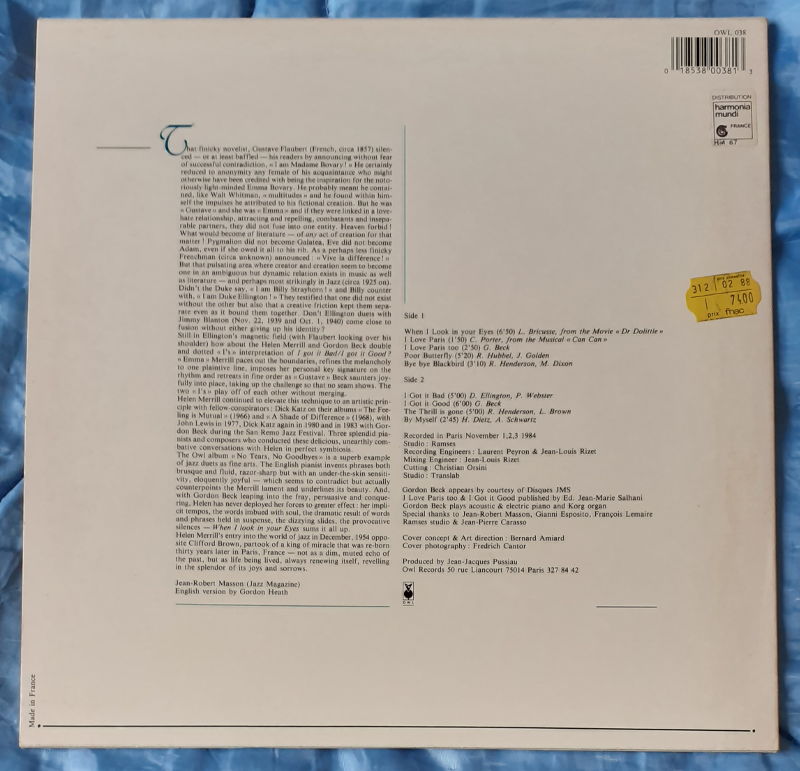 OWL 038
0 18538 00381 3
DISTRIBUTION
harmonia
mundi
FRANCE
HM 67
312 02 88
7400
prix fnac
That finicky novelist, Gustave Flaubert (French, circa 1857) silen-
ced — or at least baffled — his readers by announcing without fear
of successful contradiction, « I am Madame Bovary! » He certainly
reduced to anonymity any female of his acquaintance who might
otherwise have been credited with being the inspiration for the noto-
riously light-minded Emma Bovary. He probably meant he contai-
ned, like Walt Whitman, « multitudes » and he found within him-
self the impulses he attributed to his fictional creation. But he was
« Gustave » and she was « Emma » and if they were linked in a love-
hate relationship, attracting and repelling, combatants and insepa-
rable partners, they did not fuse into one entity. Heaven forbid!
What would become of literature — of any act of creation for that
matter! Pygmalion did not become Galatea, Eve did not become
Adam, even if she owed it all to his rib. As a perhaps less finicky
Frenchman (circa unknown) announced : « Vive la différence! »
But that pulsating area where creator and creation seem to become
one in an ambiguous but dynamic relation exists in music as well
as literature — and perhaps most strikingly in Jazz (circa 1925 on).
Didn't the Duke say, « I am Billy Strayhorn! » and Billy counter
with, « I am Duke Ellington! » They testified that one did not exist
without the other but also that a creative friction kept them sepa-
rate even as it bound them together. Don't Ellington duets with
Jimmy Blanton (Nov. 22, 1939 and Oct. 1, 1940) come close to
fusion without either giving up his identity?
Still in Ellington's magnetic field (with Flaubert looking over his
shoulder) how about the Helen Merrill and Gordon Beck double
and dotted « I's » interpretation of I got it Bad/I got it Good?
« Emma » Merrill paces out the boundaries, refines the melancholy
to one plaintive line, imposes her personal key signature on the
rhythm and retreats in fine order as « Gustave » Beck saunters joy-
fully into place, taking up the challenge so that no seam shows. The
two « I's » play off of each other without merging.
Helen Merrill continued to elevate this technique to an artistic prin-
ciple with fellow-conspirators : Dick Katz on their albums « The Fee-
ling is Mutual » (1966) and « A Shade of Difference » (1968), with
John Lewis in 1977, Dick Katz again in 1980 and in 1983 with Gor-
don Beck during the San Remo Jazz Festival. Three splendid pia-
nists and composers who conducted these delicious, unearthly com-
bative conversations with Helen in perfect symbiosis.
The Owl album « No Tears, No Goodbyes » is a superb example
of jazz duets as fine arts. The English pianist invents phrases both
brusque and fluid, razor-sharp but with an under-the-skin sensiti-
vity, eloquently joyful — which seems to contradict but actually
counterpoints the Merrill lament and underlines its beauty. And,
with Gordon Beck leaping into the fray, persuasive and conque-
ring, Helen has never deployed her forces to greater effect : her impli-
cit tempos, the words imbued with soul, the dramatic result of words
and phrases held in suspense, the dizzying slides, the provocative
silences — When I look in your Eyes sums it all up.
Helen Merrill's entry into the world of jazz in December, 1954 oppo-
site Clifford Brown, partook of a king of miracle that was re-born
thirty years later in Paris, France — not as a dim, muted echo of
the past, but as life being lived, always renewing itself, revelling
in the splendor of its joys and sorrows.
Jean-Robert Masson (Jazz Magazine)
English version by Gordon Heath
Side 1
When I Look in your Eyes (6'50) L. Bricusse, from the Movie « Dr Dolittle »
I Love Paris (1'50) C. Porter, from the Musical « Can Can »
I Love Paris too (2'50) G. Beck
Poor Butterfly (5'20) R. Hubbel, J. Golden
Bye bye Blackbird (3'10) R. Henderson, M. Dixon
Side 2
I Got it Bad (5'00) D. Ellington, P. Webster
I Got it Good (6'00) G. Beck
The Thrill is gone (5'00) R. Henderson, L. Brown
By Myself (2'45) H. Dietz, A. Schwartz
Recorded in Paris November 1,2,3 1984
Studio : Ramses
Recording Engineers : Laurent Peyron & Jean-Louis Rizet
Mixing Engineer : Jean-Louis Rizet
Cutting : Christian Orsini
Studio : Translab
Gordon Beck appears by courtesy of Disques JMS
I Love Paris too & I Got it Good published by Ed. Jean-Marie Salhani
Gordon Beck plays acoustic & electric piano and Korg organ
Special thanks to Jean-Robert Masson, Gianni Esposito, François Lemaire
Ramses studio & Jean-Pierre Carasso
Cover concept & Art direction : Bernard Amiard
Cover photography : Fredrich Cantor
Produced by Jean-Jacques Pussiau
Owl Records 50 rue Liancourt 75014 Paris 327 84 42
OWL
Made in France